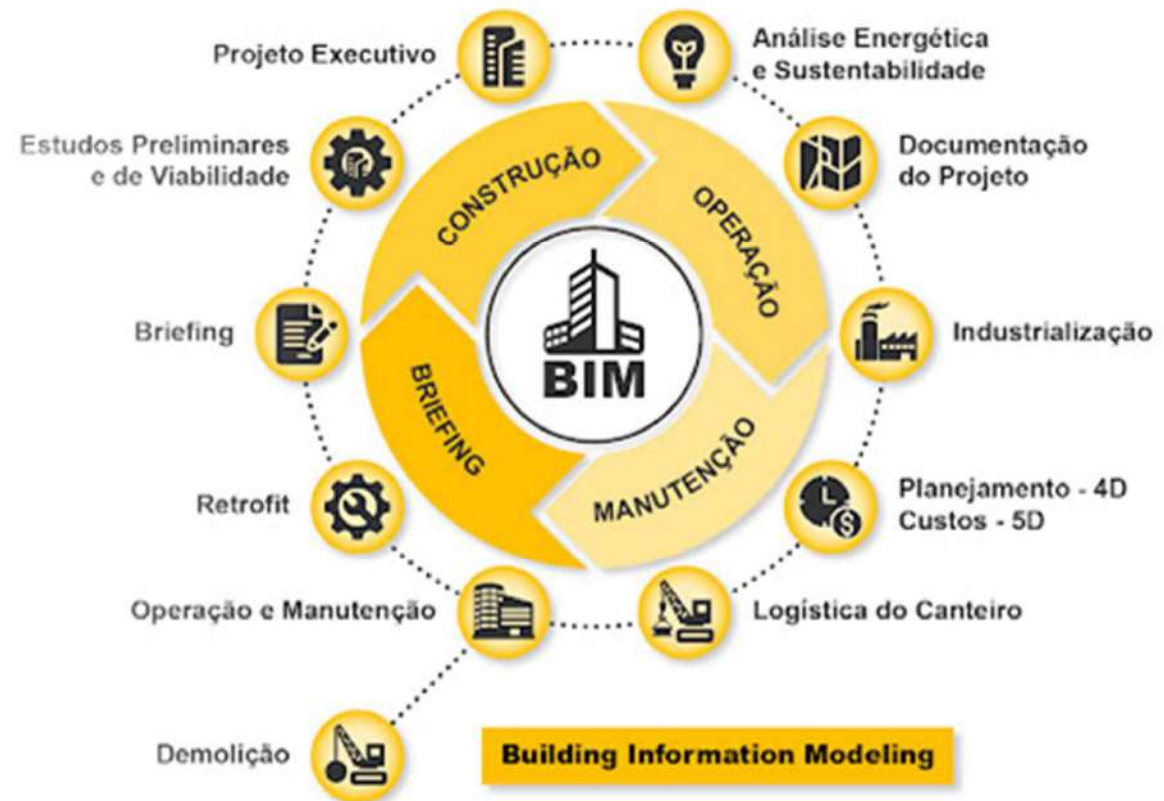 Projeto Executivo
Análise Energética
e Sustentabilidade
Estudos Preliminares
e de Viabilidade
Documentação
do Projeto
CONSTRUÇÃO
OPERAÇÃO
Briefing
BIM
Industrialização
BRIEFING
MANUTENÇÃO
Retrofit
Planejamento - 4D
Custos - 5D
$
Operação e Manutenção
Logística do Canteiro
Demolição
Building Information Modeling